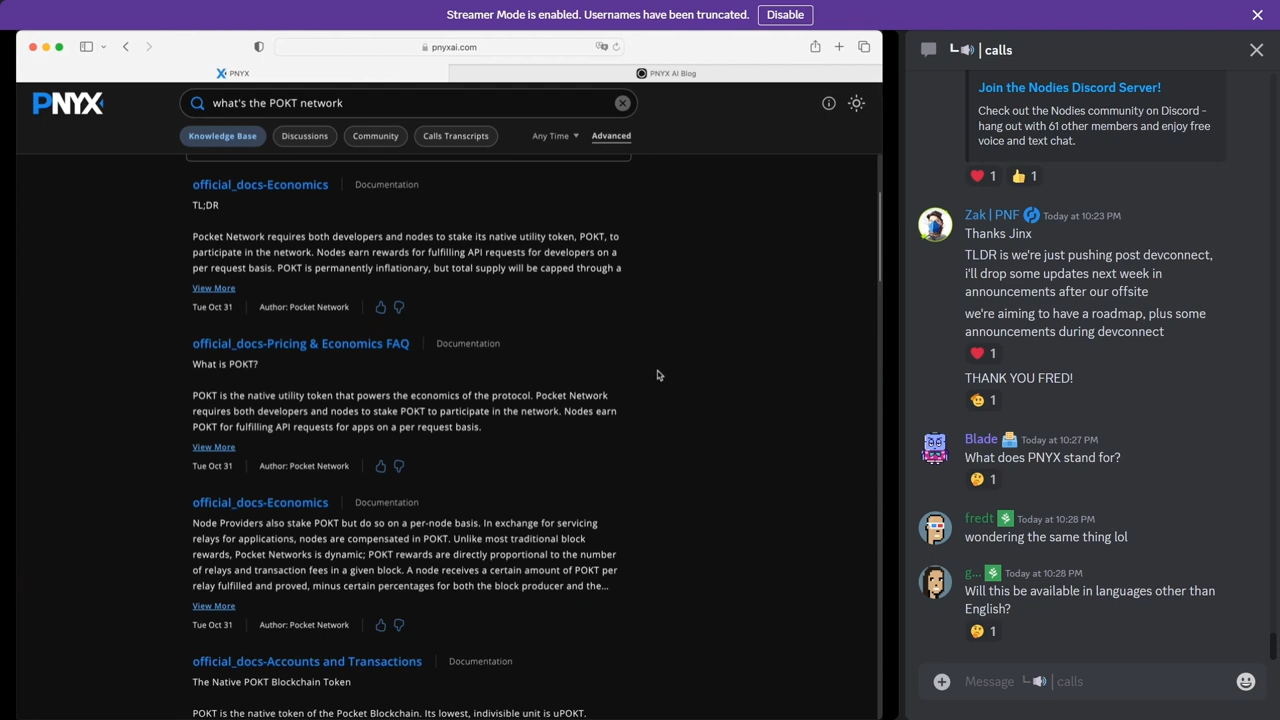 Streamer Mode is enabled. Usernames have been truncated. Disable
pnyxai.com
PNYX
PNYX AI Blog
PNYX
what's the POKT network
Knowledge Base Discussions Community Calls Transcripts Any Time Advanced
official_docs-Economics Documentation
TL;DR
Pocket Network requires both developers and nodes to stake its native utility token, POKT, to
participate in the network. Nodes earn rewards for fulfilling API requests for developers on a
per request basis. POKT is permanently inflationary, but total supply will be capped through a
View More
Tue Oct 31 Author: Pocket Network
official_docs-Pricing & Economics FAQ Documentation
What is POKT?
POKT is the native utility token that powers the economics of the protocol. Pocket Network
requires both developers and nodes to stake POKT to participate in the network. Nodes earn
POKT for fulfilling API requests for apps on a per request basis.
View More
Tue Oct 31 Author: Pocket Network
official_docs-Economics Documentation
Node Providers also stake POKT but do so on a per-node basis. In exchange for servicing
relays for applications, nodes are compensated in POKT. Unlike most traditional block
rewards, Pocket Networks is dynamic; POKT rewards are directly proportional to the number
of relays and transaction fees in a given block. A node receives a certain amount of POKT per
relay fulfilled and proved, minus certain percentages for both the block producer and the...
View More
Tue Oct 31 Author: Pocket Network
official_docs-Accounts and Transactions Documentation
The Native POKT Blockchain Token
POKT is the native token of the Pocket Blockchain. Its lowest, indivisible unit is uPOKT.
calls
Join the Nodies Discord Server!
Check out the Nodies community on Discord -
hang out with 61 other members and enjoy free
voice and text chat.
1 1
Zak | PNF Today at 10:23 PM
Thanks Jinx
TLDR is we're just pushing post devconnect,
i'll drop some updates next week in
announcements after our offsite
we're aiming to have a roadmap, plus some
announcements during devconnect
1
THANK YOU FRED!
1
Blade Today at 10:27 PM
What does PNYX stand for?
1
fredt Today at 10:28 PM
wondering the same thing lol
g... Today at 10:28 PM
Will this be available in languages other than
English?
1
Message calls